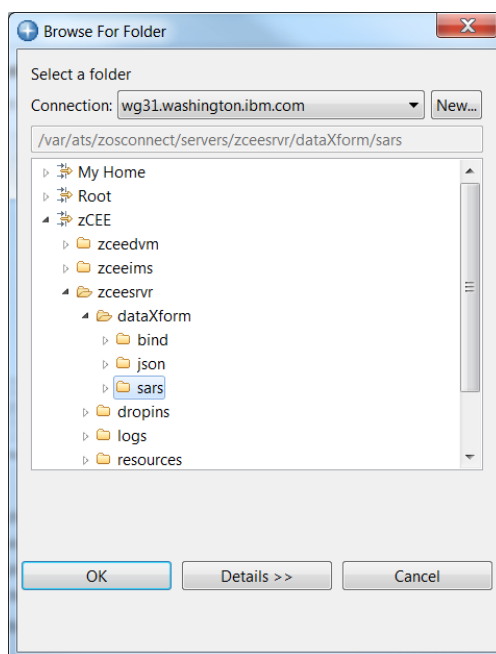 Browse For Folder
Select a folder
Connection: wg31.washington.ibm.com New...
/var/ats/zosconnect/servers/zceesrvr/dataXform/sars
My Home
Root
zCEE
zceedvm
zceeims
zceesrvr
dataXform
bind
json
sars
dropins
logs
resources
OK Details >> Cancel